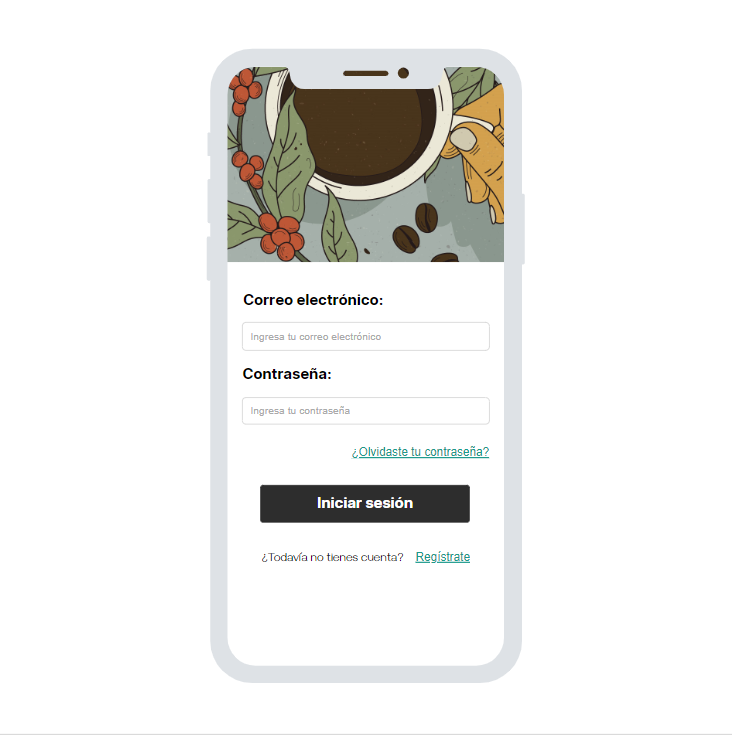 Correo electrónico:
Ingresa tu correo electrónico
Contraseña:
Ingresa tu contraseña
¿Olvidaste tu contraseña?
Iniciar sesión
¿Todavía no tienes cuenta? Regístrate